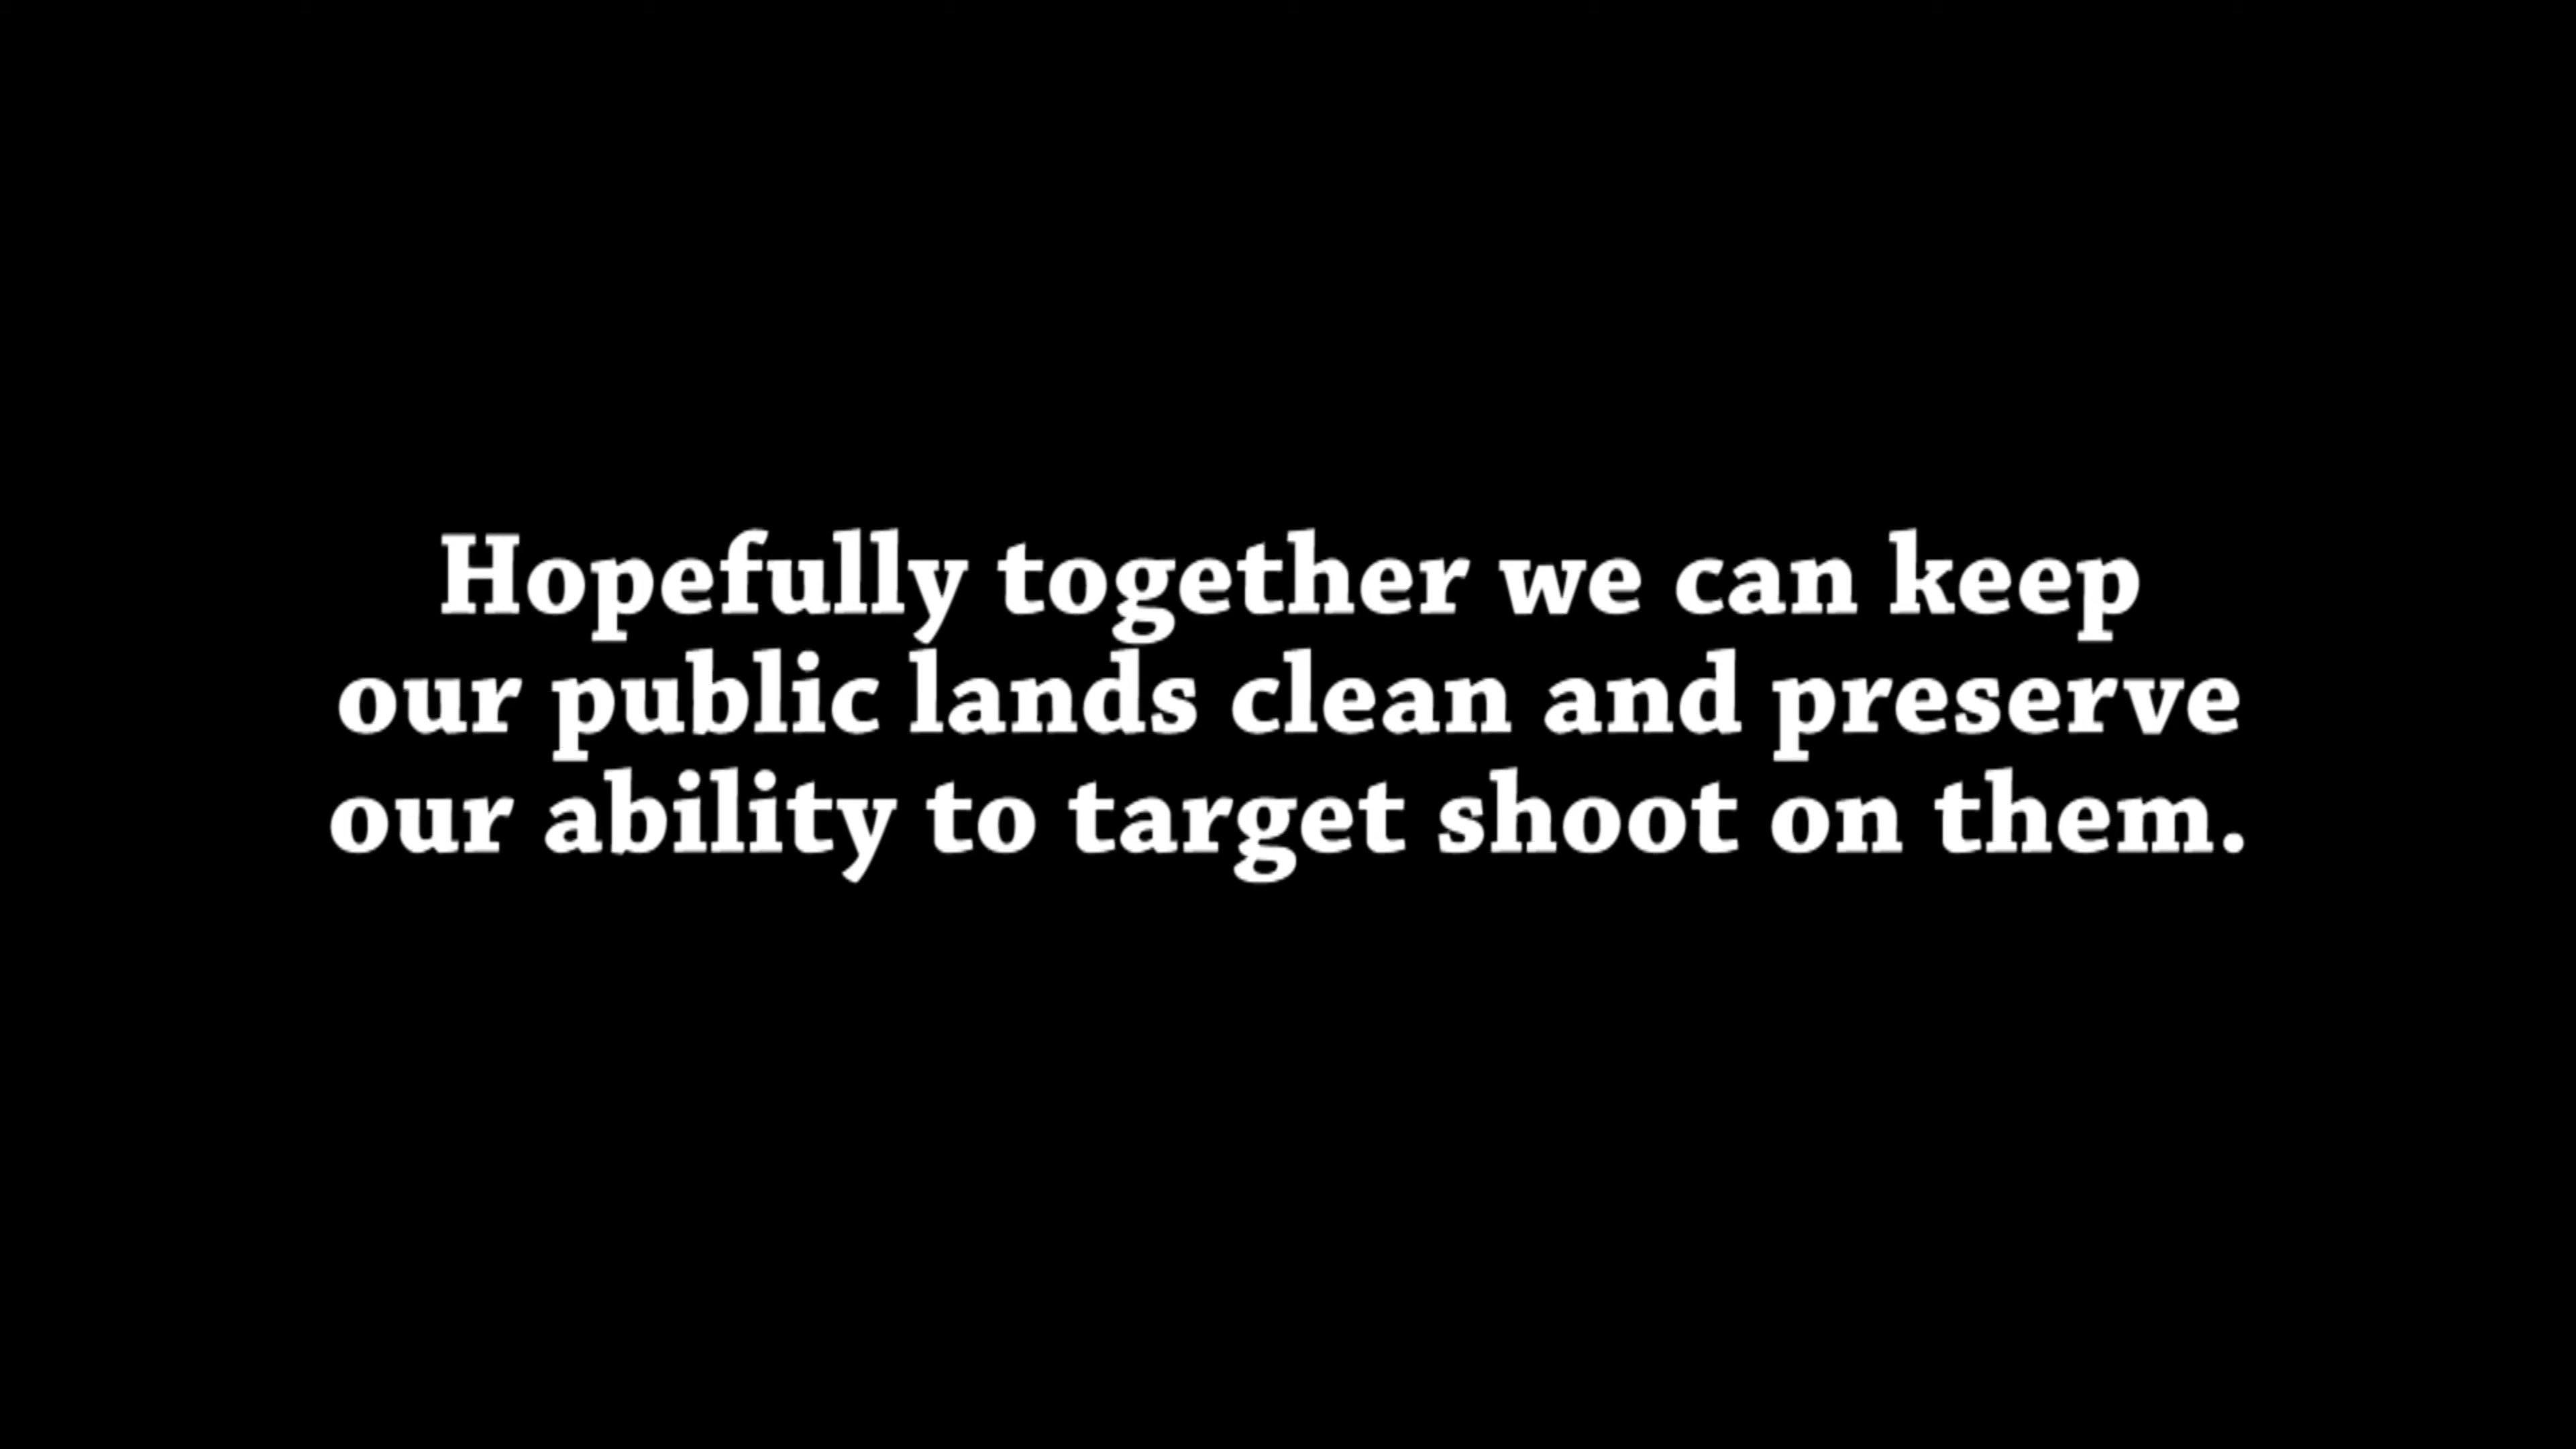 Hopefully together we can keep
our public lands clean and preserve
our ability to target shoot on them.